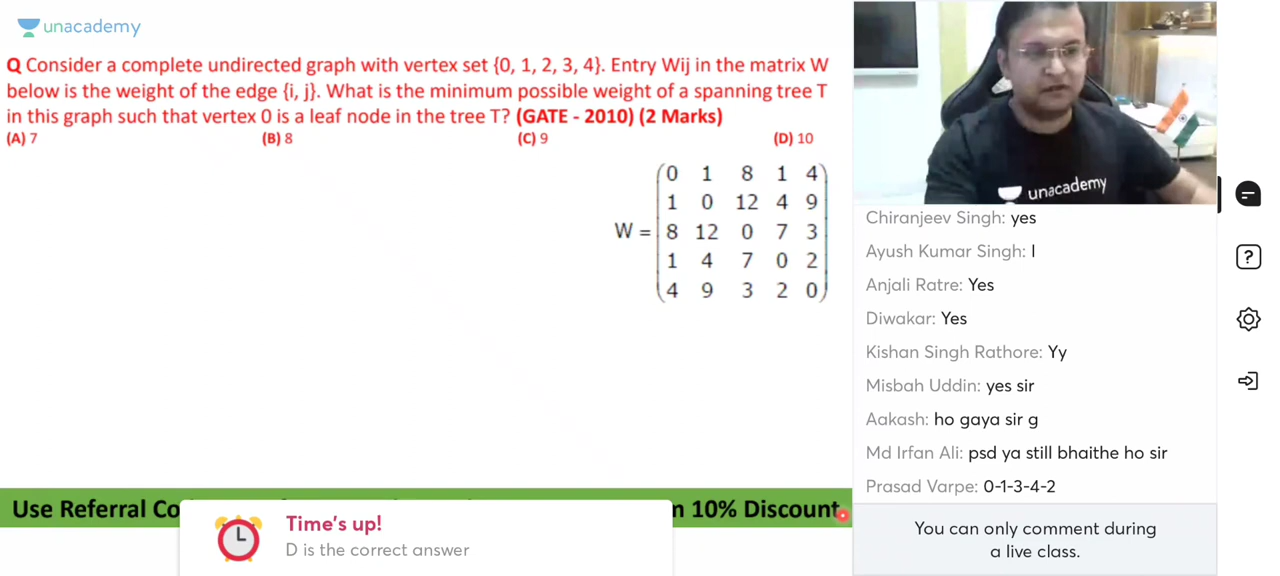 unacademy
Q Consider a complete undirected graph with vertex set {0, 1, 2, 3, 4}. Entry Wij in the matrix W
below is the weight of the edge {i, j}. What is the minimum possible weight of a spanning tree T
in this graph such that vertex 0 is a leaf node in the tree T? (GATE - 2010) (2 Marks)
(A) 7 (B) 8 (C) 9 (D) 10
0 1 8 1 4
1 0 12 4 9
W = 8 12 0 7 3
1 4 7 0 2
4 9 3 2 0
unacademy
Chiranjeev Singh: yes
Ayush Kumar Singh: I
Anjali Ratre: Yes
Diwakar: Yes
Kishan Singh Rathore: Yy
Misbah Uddin: yes sir
Aakash: ho gaya sir g
Md Irfan Ali: psd ya still bhaithe ho sir
Prasad Varpe: 0-1-3-4-2
You can only comment during
a live class.
Use Referral 10% Discount
Time's up!
D is the correct answer